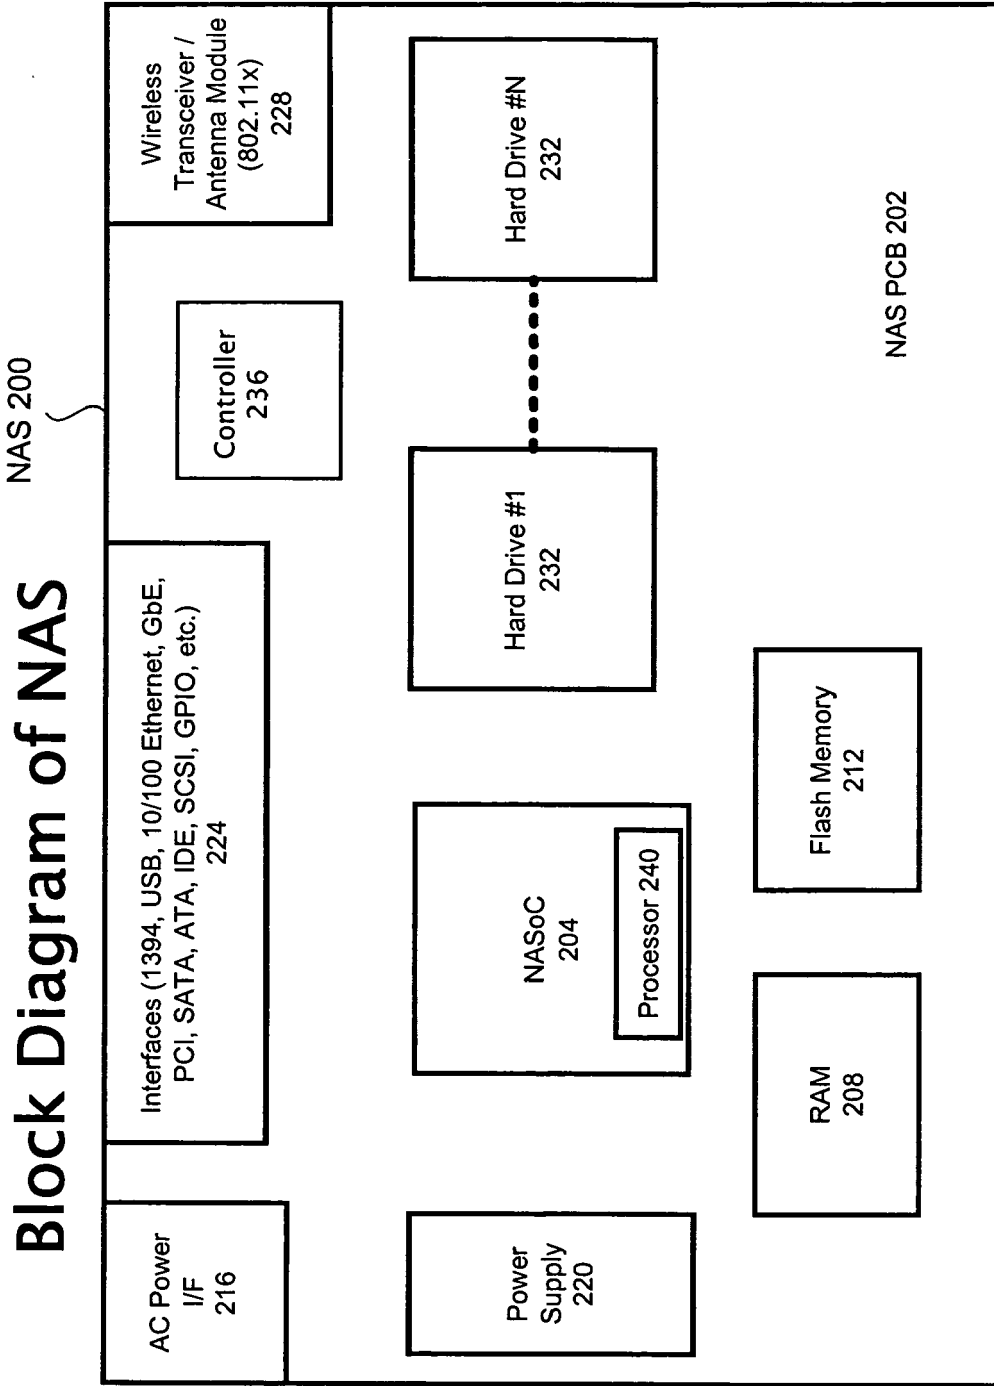 Block Diagram of NAS
NAS 200
AC Power
I/F
216
Interfaces (1394, USB, 10/100 Ethernet, GbE,
PCI, SATA, ATA, IDE, SCSI, GPIO, etc.)
224
Controller
236
Wireless
Transceiver /
Antenna Module
(802.11x)
228
Power
Supply
220
NASoC
204
Processor 240
Hard Drive #1
232
Hard Drive #N
232
RAM
208
Flash Memory
212
NAS PCB 202